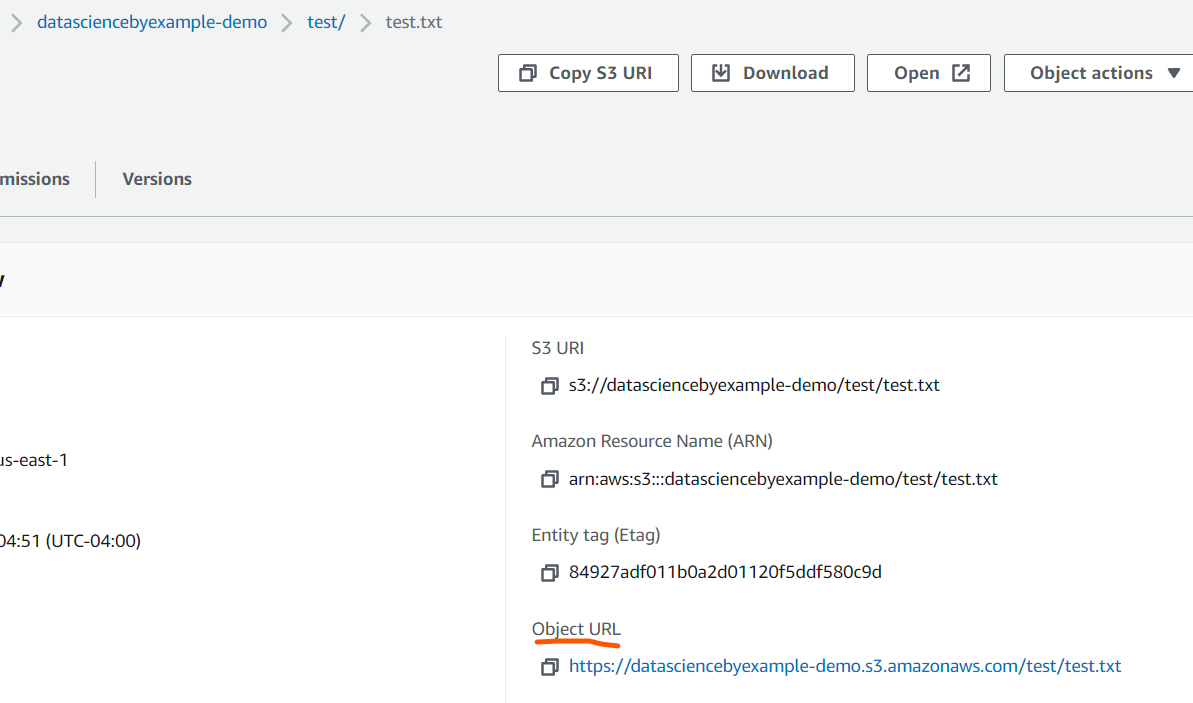 datasciencebyexample-demo test/ test.txt
Copy S3 URI Download Open Object actions
missions Versions
S3 URI
s3://datasciencebyexample-demo/test/test.txt
Amazon Resource Name (ARN)
us-east-1
arn:aws:s3:::datasciencebyexample-demo/test/test.txt
Entity tag (Etag)
04:51 (UTC-04:00)
84927adf011b0a2d01120f5ddf580c9d
Object URL
https://datasciencebyexample-demo.s3.amazonaws.com/test/test.txt